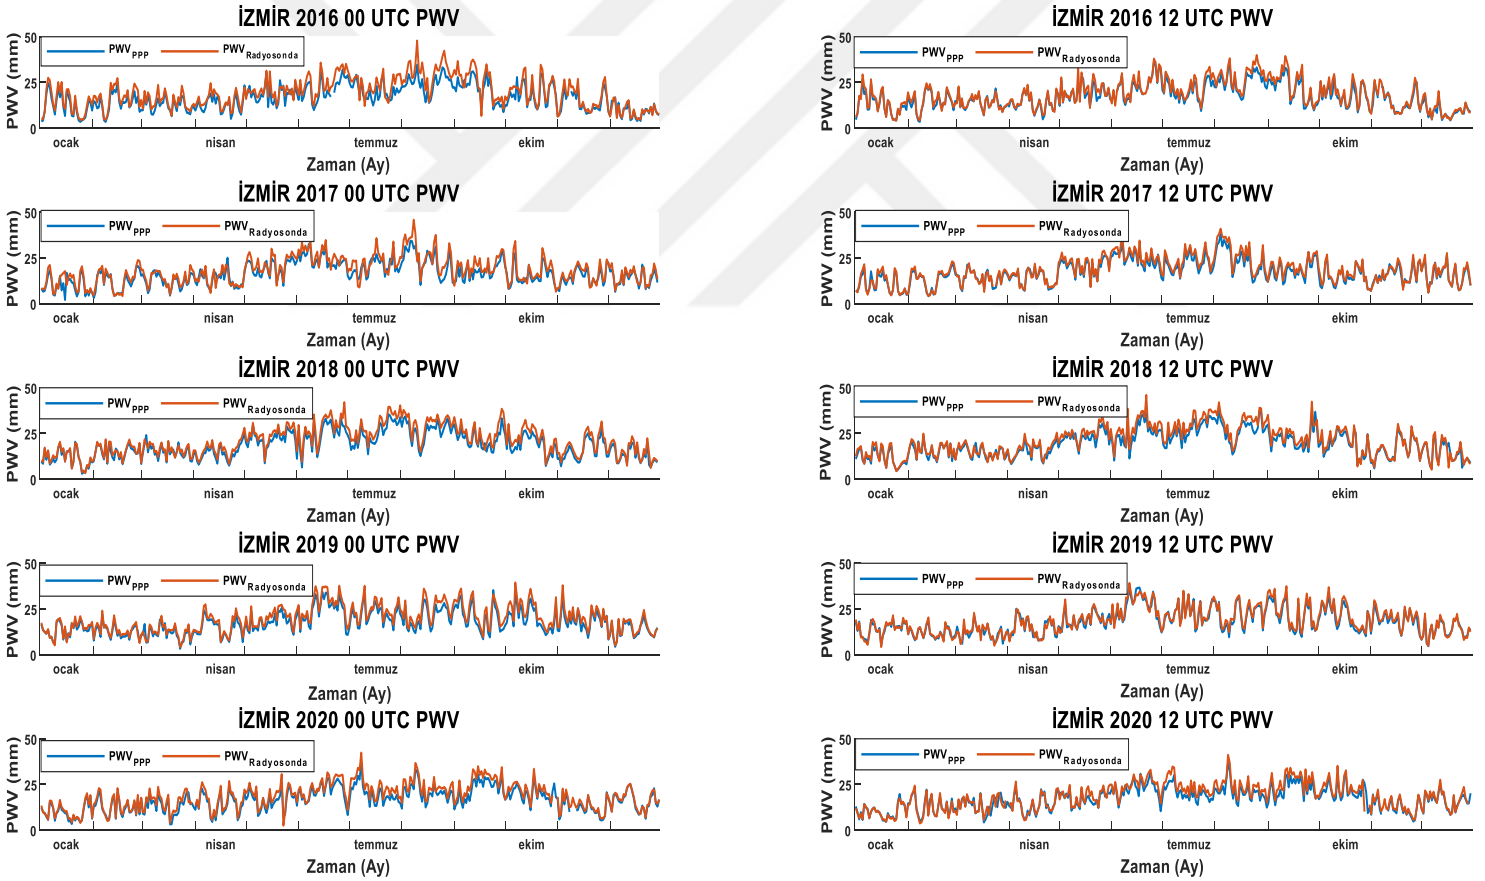 İZMİR 2016 00 UTC PWV
PWV (mm)
50
25
0
PWV PPP
PWV Radyosonda
ocak nisan temmuz ekim
Zaman (Ay)
İZMİR 2016 12 UTC PWV
PWV (mm)
50
25
0
PWV PPP
PWV Radyosonda
ocak nisan temmuz ekim
Zaman (Ay)
İZMİR 2017 00 UTC PWV
PWV (mm)
50
25
0
PWV PPP
PWV Radyosonda
ocak nisan temmuz ekim
Zaman (Ay)
İZMİR 2017 12 UTC PWV
PWV (mm)
50
25
0
PWV PPP
PWV Radyosonda
ocak nisan temmuz ekim
Zaman (Ay)
İZMİR 2018 00 UTC PWV
PWV (mm)
50
25
0
PWV PPP
PWV Radyosonda
ocak nisan temmuz ekim
Zaman (Ay)
İZMİR 2018 12 UTC PWV
PWV (mm)
50
25
0
PWV PPP
PWV Radyosonda
ocak nisan temmuz ekim
Zaman (Ay)
İZMİR 2019 00 UTC PWV
PWV (mm)
50
25
0
PWV PPP
PWV Radyosonda
ocak nisan temmuz ekim
Zaman (Ay)
İZMİR 2019 12 UTC PWV
PWV (mm)
50
25
0
PWV PPP
PWV Radyosonda
ocak nisan temmuz ekim
Zaman (Ay)
İZMİR 2020 00 UTC PWV
PWV (mm)
50
25
0
PWV PPP
PWV Radyosonda
ocak nisan temmuz ekim
Zaman (Ay)
İZMİR 2020 12 UTC PWV
PWV (mm)
50
25
0
PWV PPP
PWV Radyosonda
ocak nisan temmuz ekim
Zaman (Ay)